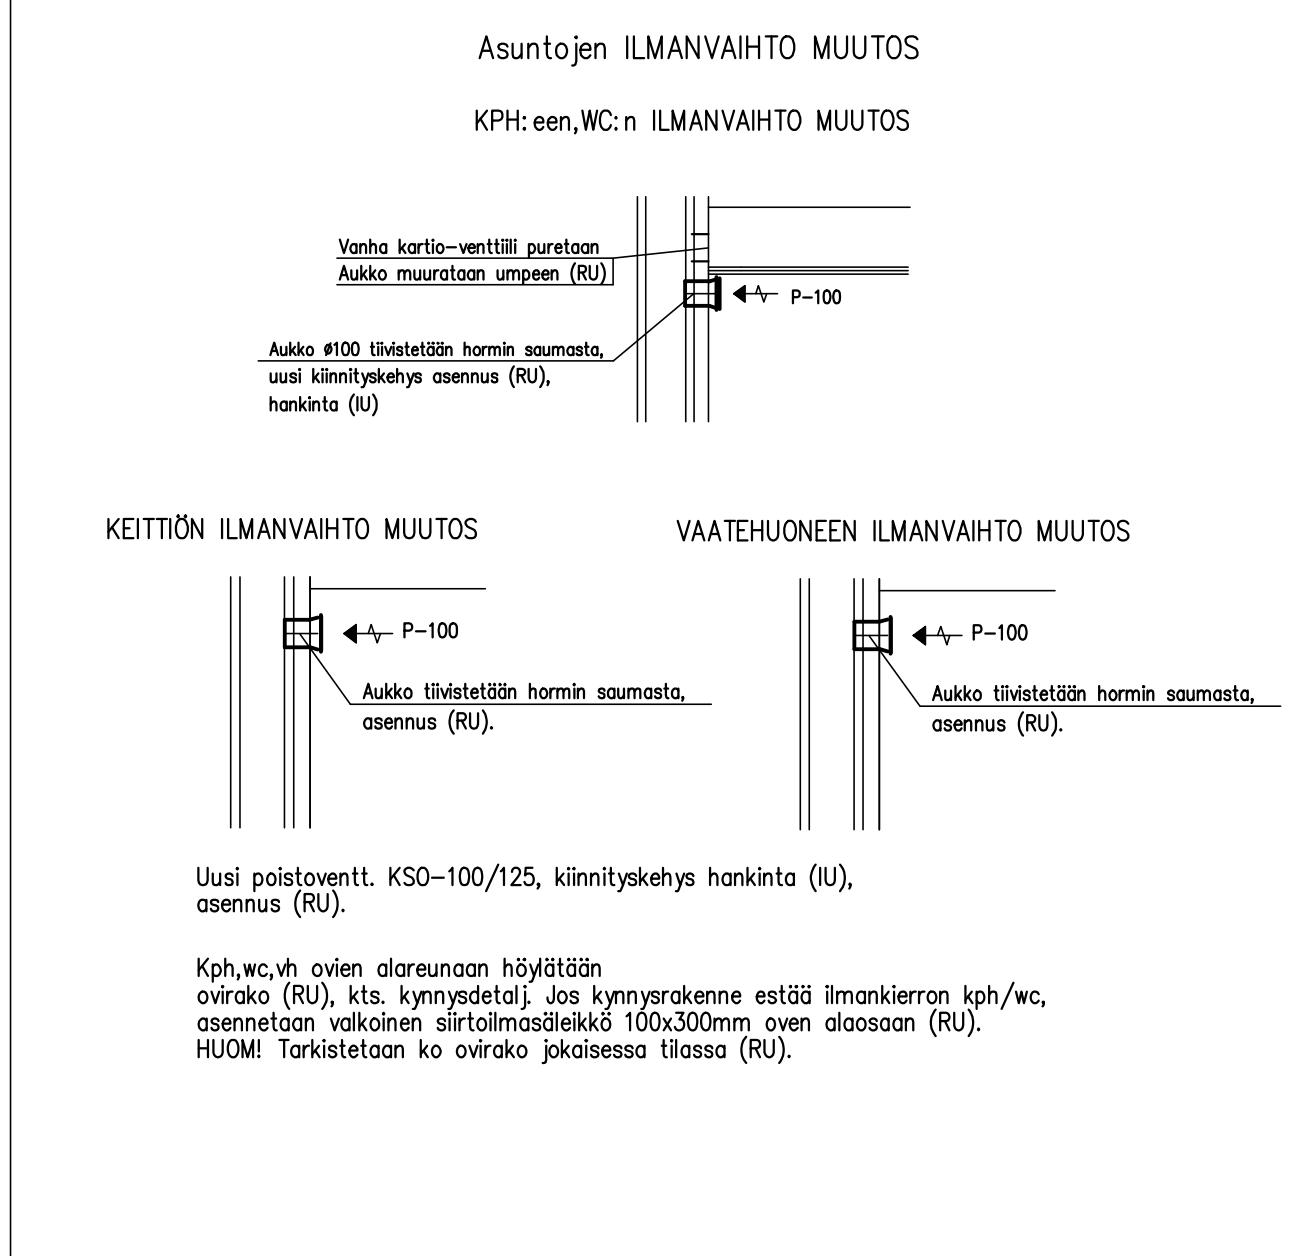 Asuntojen ILMANVAIHTO MUUTOS
KPH:een,WC:n ILMANVAIHTO MUUTOS
Vanha kartio-venttiili puretaan
Aukko muurataan umpeen (RU)
P-100
Aukko ø100 tiivistetään hormin saumasta,
uusi kiinnityskehys asennus (RU),
hankinta (IU)
KEITTIÖN ILMANVAIHTO MUUTOS
P-100
Aukko tiivistetään hormin saumasta,
asennus (RU).
VAATEHUONEEN ILMANVAIHTO MUUTOS
P-100
Aukko tiivistetään hormin saumasta,
asennus (RU).
Uusi poistoventt. KSO-100/125, kiinnityskehys hankinta (IU),
asennus (RU).
Kph,wc,vh ovien alareunaan höylätään
ovirako (RU), kts. kynnysdetalj. Jos kynnysrakenne estää ilmankierron kph/wc,
asennetaan valkoinen siirtoilmasäleikkö 100x300mm oven alaosaan (RU).
HUOM! Tarkistetaan ko ovirako jokaisessa tilassa (RU).